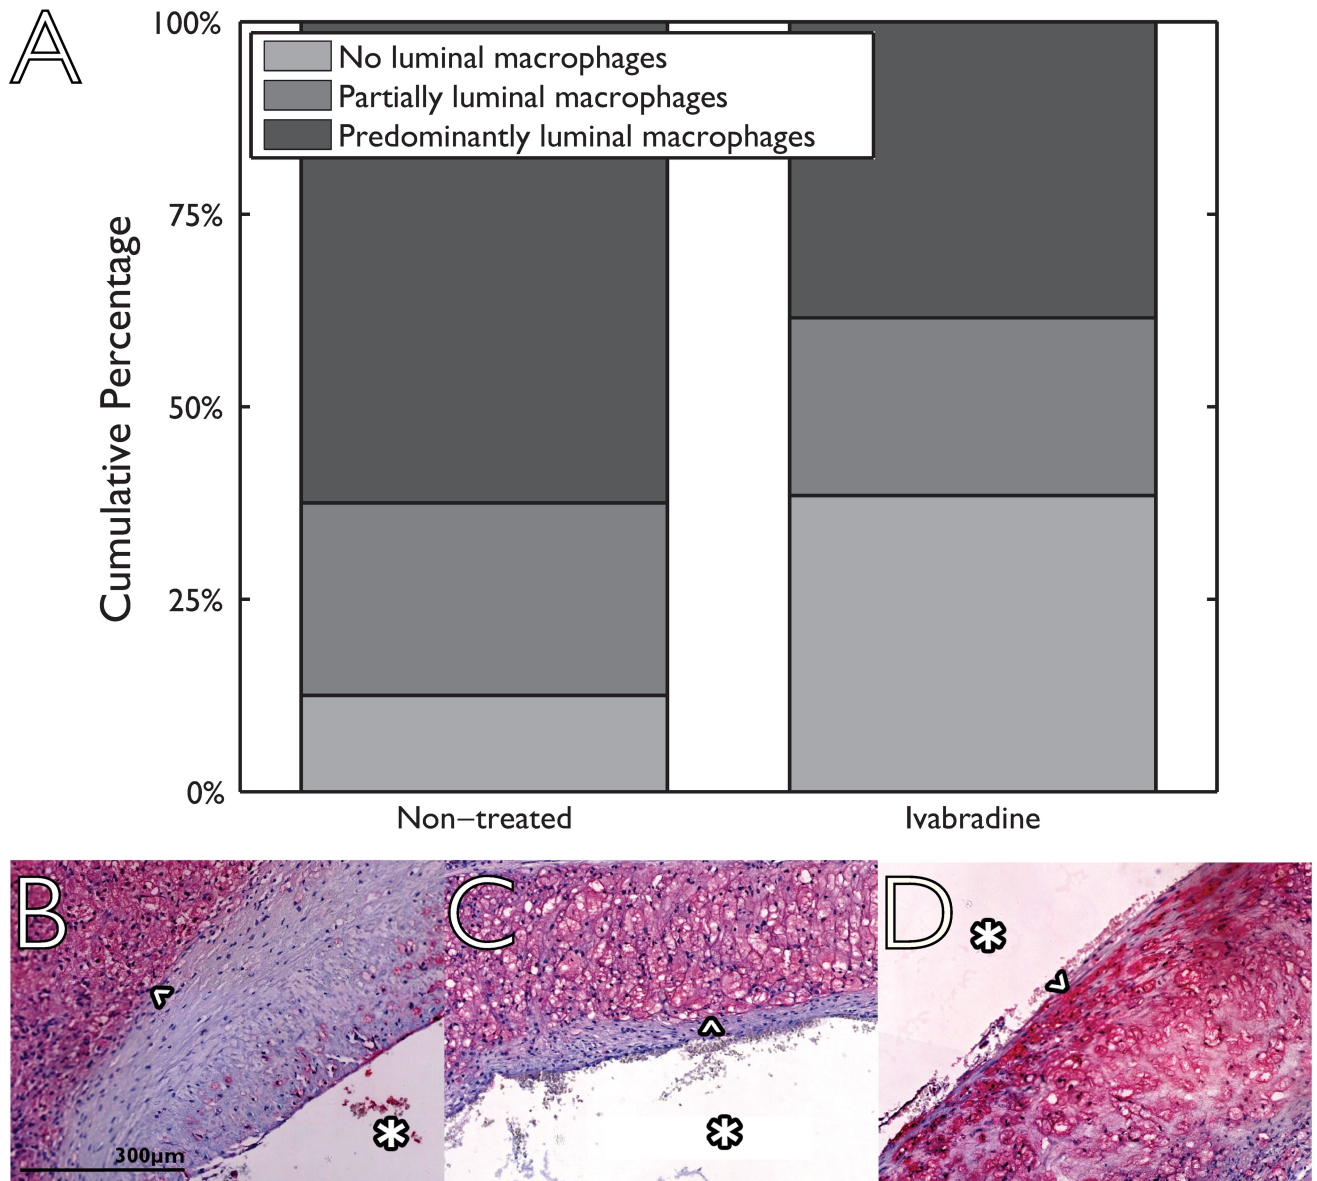 A
100%
No luminal macrophages
Partially luminal macrophages
Predominantly luminal macrophages
75%
50%
25%
0%
Cumulative Percentage
Non–treated
Ivabradine
B
C
D
*
*
*
300µm